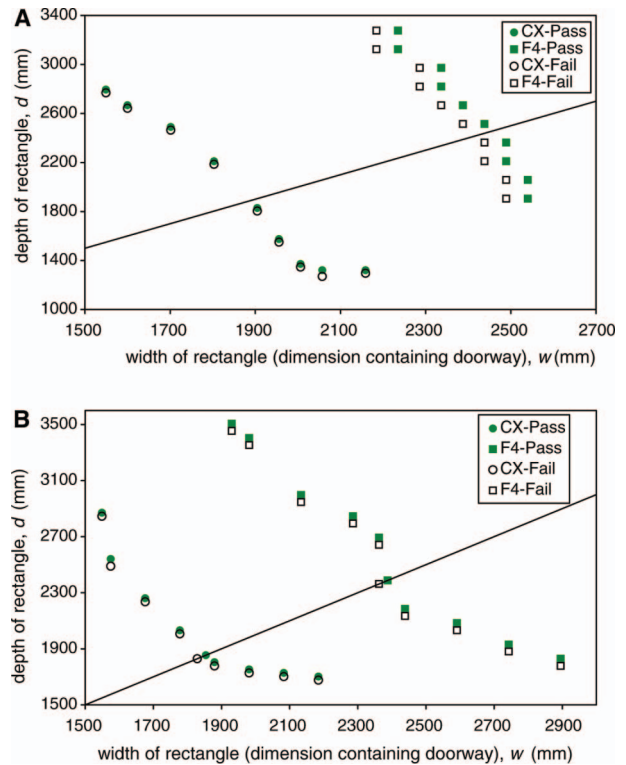 A
3400
3000
2600
2200
1800
1400
1000
depth of rectangle, d (mm)
CX-Pass
F4-Pass
CX-Fail
F4-Fail
1500 1700 1900 2100 2300 2500 2700
width of rectangle (dimension containing doorway), w (mm)
B
3500
3100
2700
2300
1900
1500
depth of rectangle, d (mm)
CX-Pass
F4-Pass
CX-Fail
F4-Fail
1500 1700 1900 2100 2300 2500 2700 2900
width of rectangle (dimension containing doorway), w (mm)